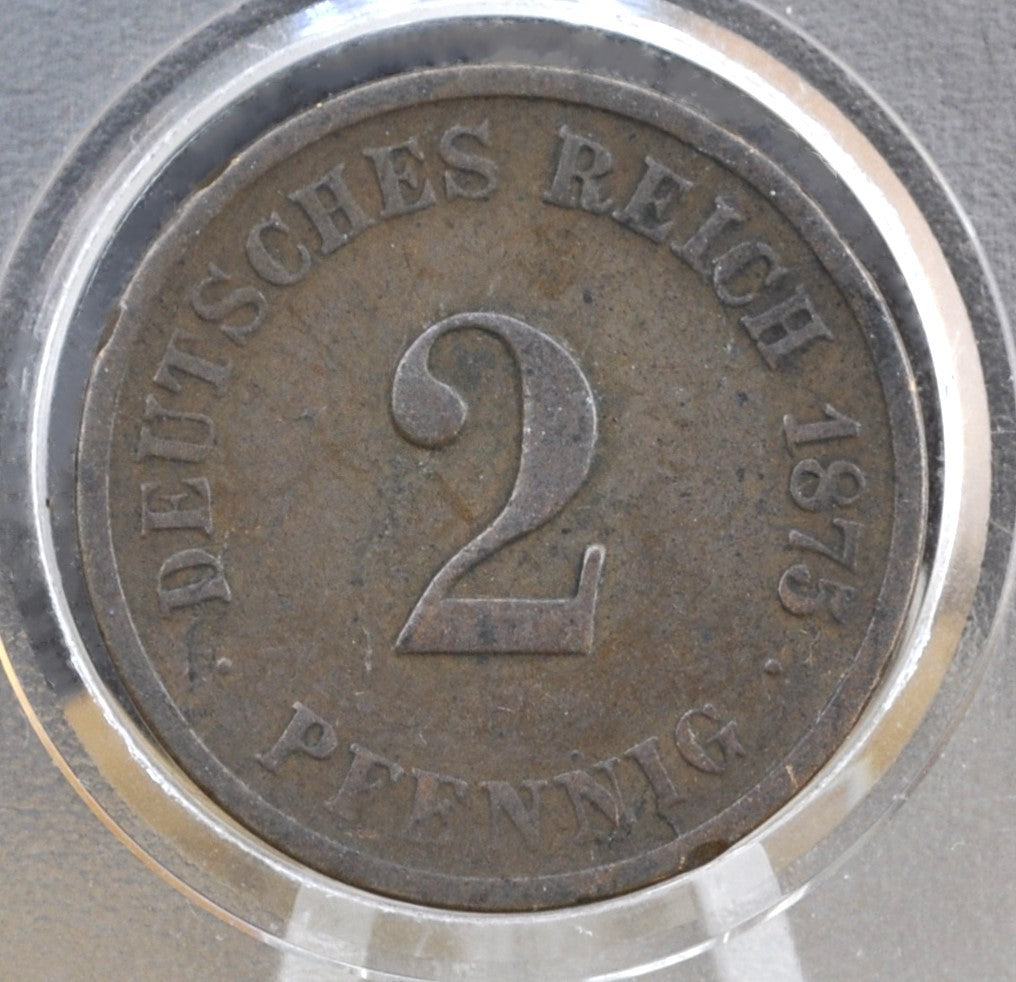 DEUTSCHES REICH 1875
2
PFENNIG